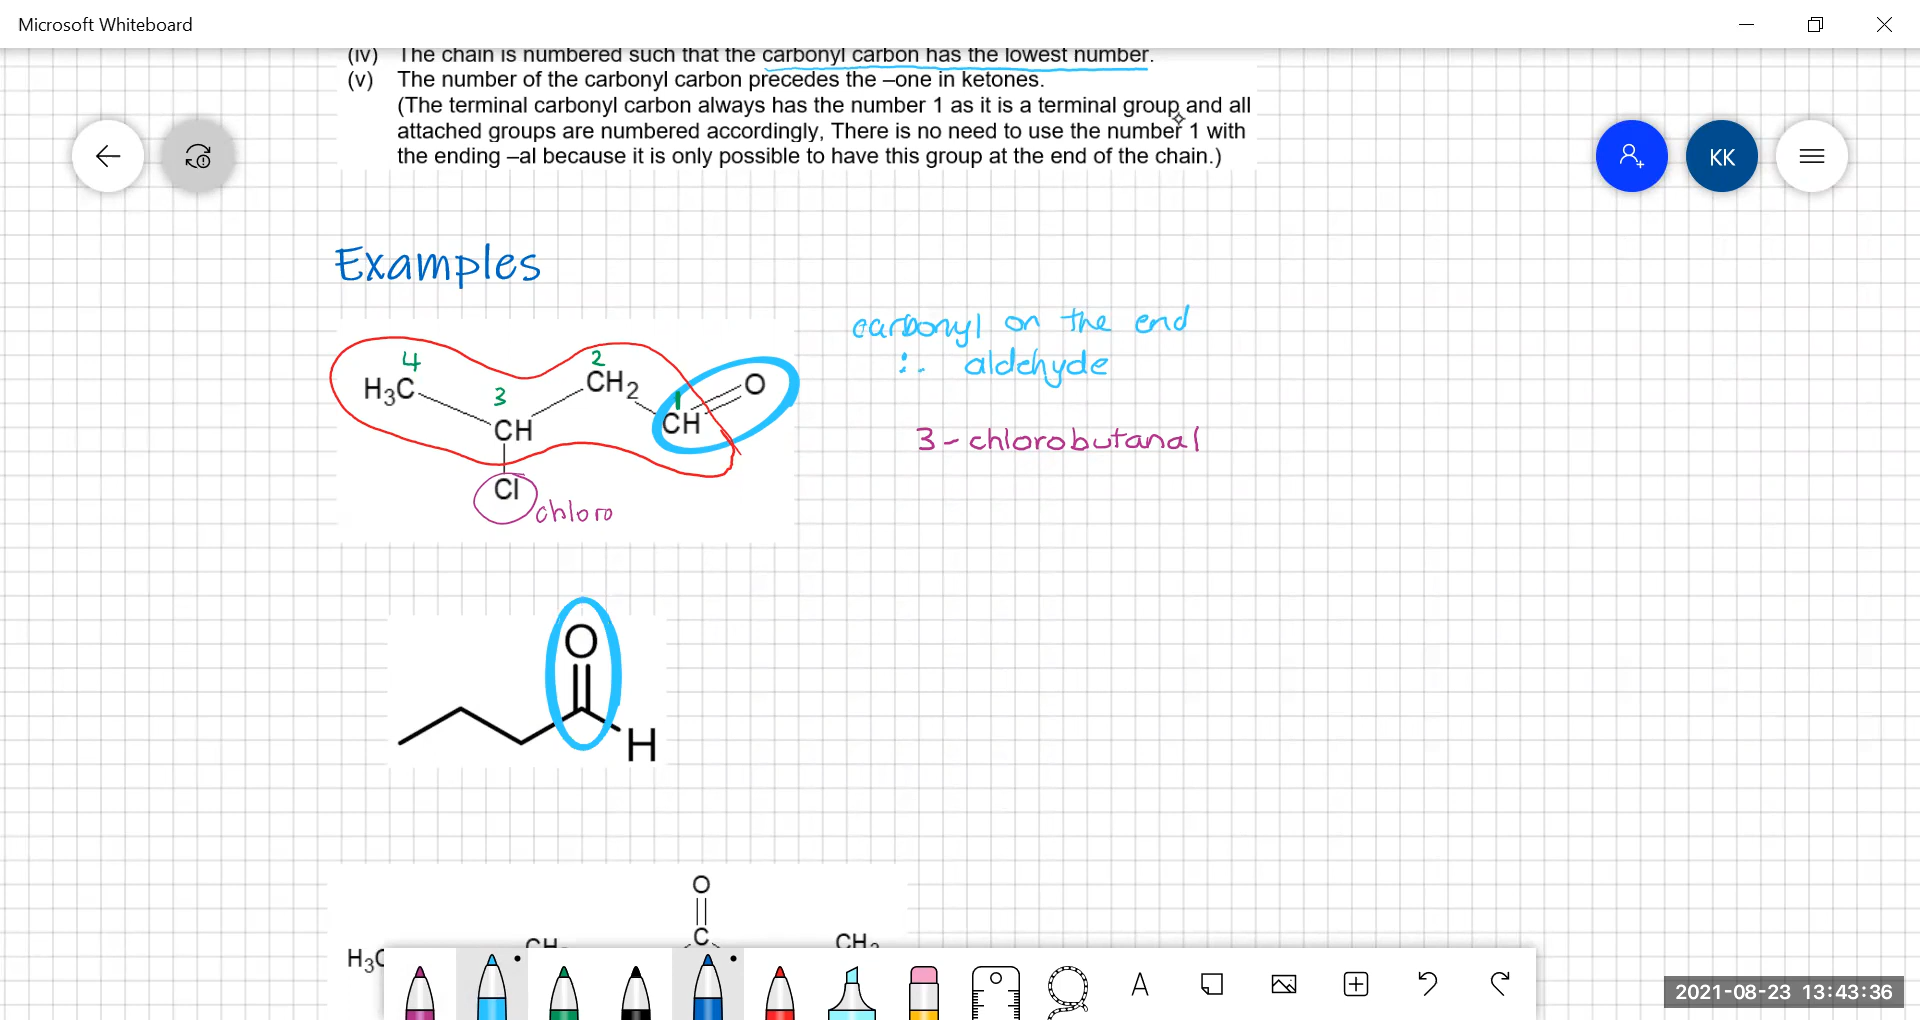 Microsoft Whiteboard
(iv) The chain is numbered such that the carbonyl carbon has the lowest number.
(v) The number of the carbonyl carbon precedes the –one in ketones.
(The terminal carbonyl carbon always has the number 1 as it is a terminal group and all
attached groups are numbered accordingly, There is no need to use the number 1 with
the ending –al because it is only possible to have this group at the end of the chain.)
KK
Examples
carbonyl on the end
∴ aldehyde
4
2
H3C
3
CH2
1
O
CH
CH
3-chlorobutanal
Cl
chloro
O
H
O
C
H3C
CH
CH3
A
2021-08-23 13:43:36